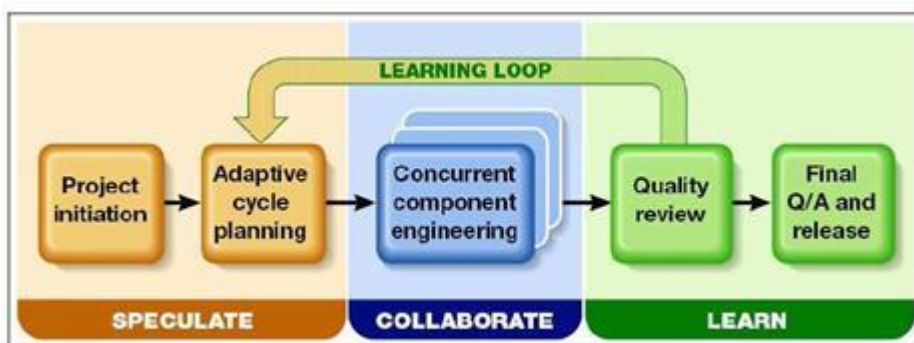 LEARNING LOOP
Project
initiation
Adaptive
cycle
planning
Concurrent
component
engineering
Quality
review
Final
Q/A and
release
SPECULATE
COLLABORATE
LEARN